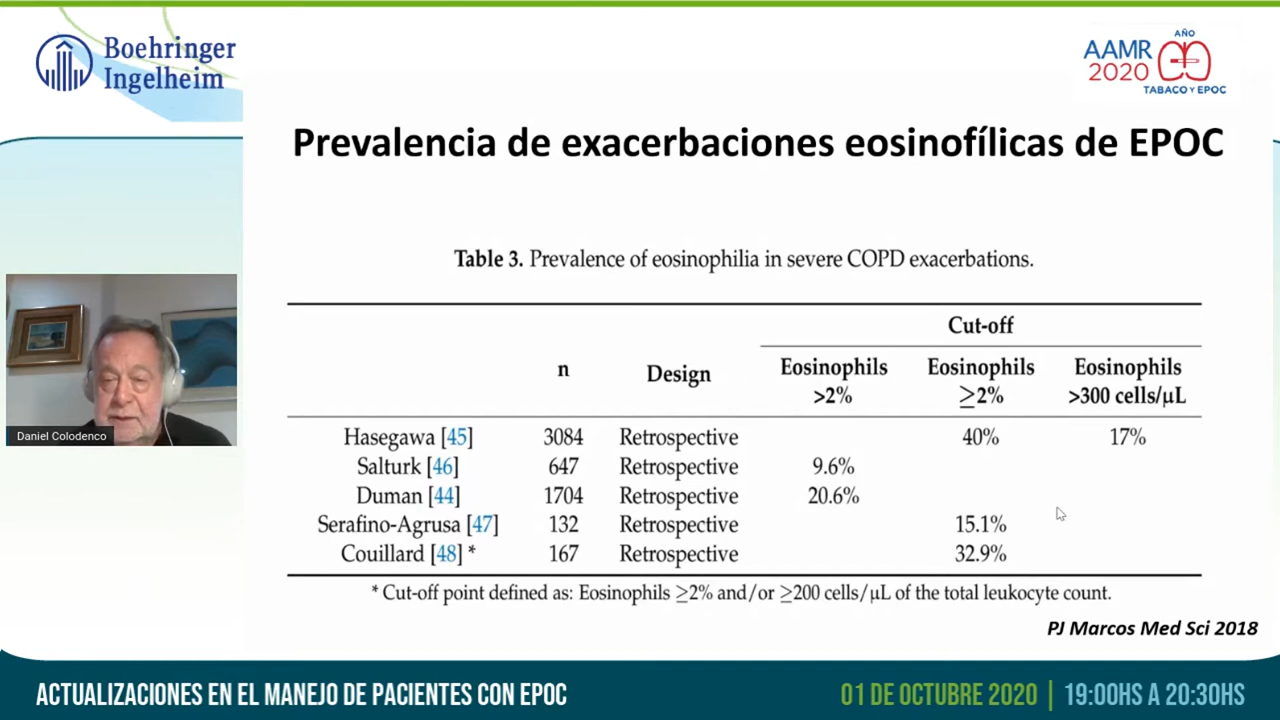 Boehringer
Ingelheim
AÑO
AAMR
2020
TABACO Y EPOC
Prevalencia de exacerbaciones eosinofílicas de EPOC
Table 3. Prevalence of eosinophilia in severe COPD exacerbations.
Cut-off
n Design Eosinophils >2% Eosinophils ≥2% Eosinophils >300 cells/µL
Hasegawa [45] 3084 Retrospective 40% 17%
Salturk [46] 647 Retrospective 9.6%
Duman [44] 1704 Retrospective 20.6%
Serafino-Agrusa [47] 132 Retrospective 15.1%
Couillard [48] * 167 Retrospective 32.9%
* Cut-off point defined as: Eosinophils ≥2% and/or ≥200 cells/µL of the total leukocyte count.
PJ Marcos Med Sci 2018
Daniel Colodenco
ACTUALIZACIONES EN EL MANEJO DE PACIENTES CON EPOC
01 DE OCTUBRE 2020 | 19:00HS A 20:30HS